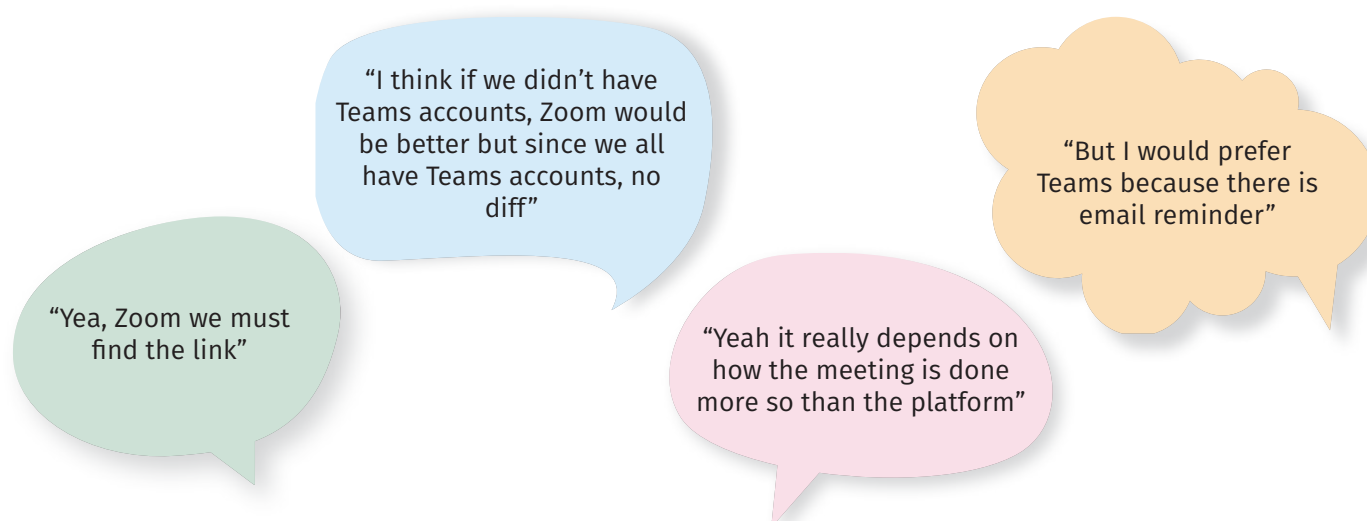 “I think if we didn’t have
Teams accounts, Zoom would
be better but since we all
have Teams accounts, no
diff”
“But I would prefer
Teams because there is
email reminder”
“Yea, Zoom we must
find the link”
“Yeah it really depends on
how the meeting is done
more so than the platform”